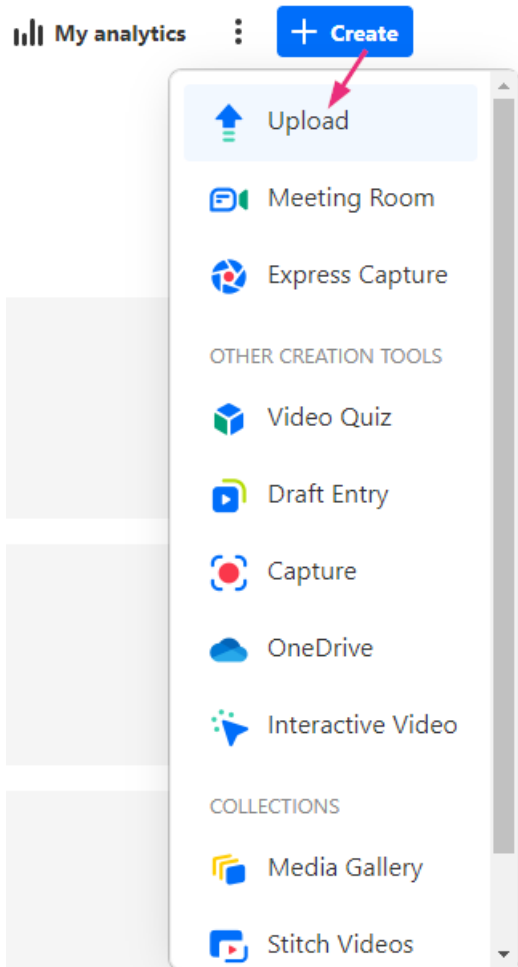 My analytics
Create
Upload
Meeting Room
Express Capture
OTHER CREATION TOOLS
Video Quiz
Draft Entry
Capture
OneDrive
Interactive Video
COLLECTIONS
Media Gallery
Stitch Videos